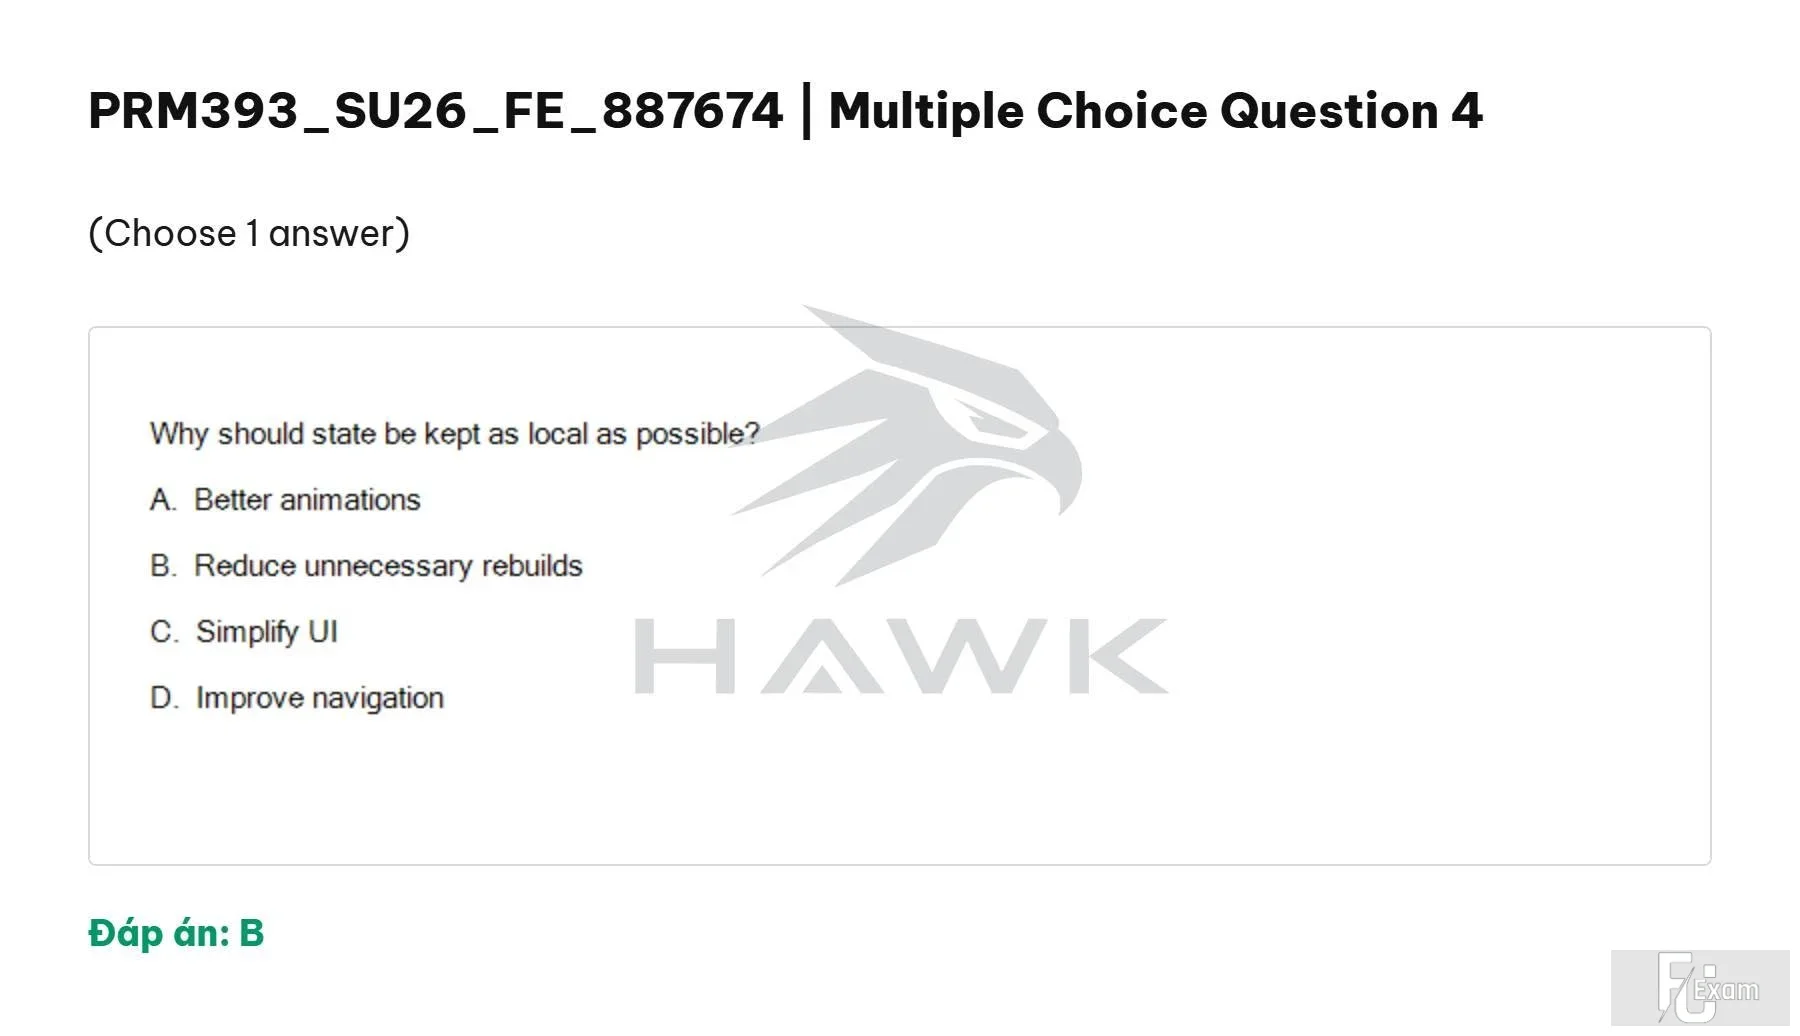 PRM393_SU26_FE_887674 | Multiple Choice Question 4
(Choose 1 answer)
Why should state be kept as local as possible?
A. Better animations
B. Reduce unnecessary rebuilds
C. Simplify UI
D. Improve navigation
HAWK
Đáp án: B
FU Exam